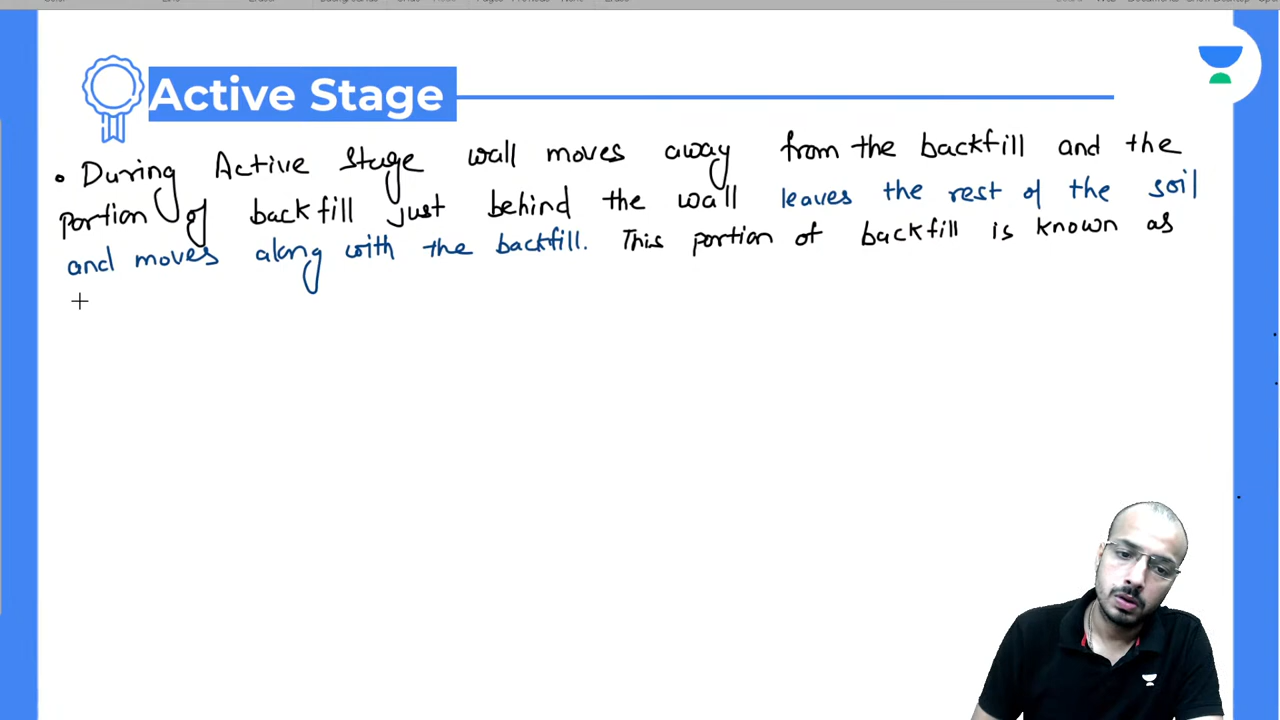 Active Stage
• During Active Stage wall moves away from the backfill and the
portion of backfill just behind the wall leaves the rest of the soil
and moves along with the backfill. This portion of backfill is known as